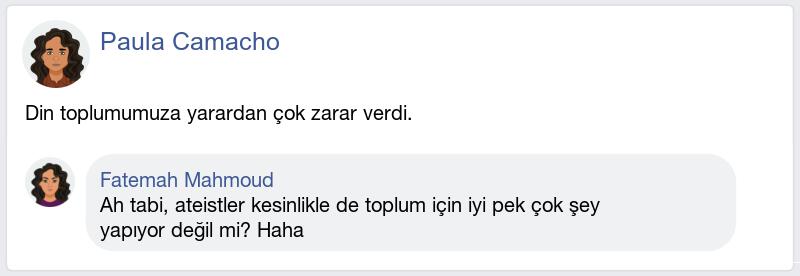 Paula Camacho
Din toplumumuza yarardan çok zarar verdi.
Fatemah Mahmoud
Ah tabi, ateistler kesinlikle de toplum için iyi pek çok şey
yapıyor değil mi? Haha